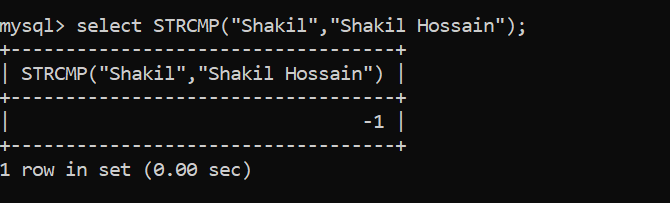 mysql> select STRCMP("Shakil","Shakil Hossain");
+-----------------------------------+
| STRCMP("Shakil","Shakil Hossain") |
+-----------------------------------+
|                                -1 |
+-----------------------------------+
1 row in set (0.00 sec)